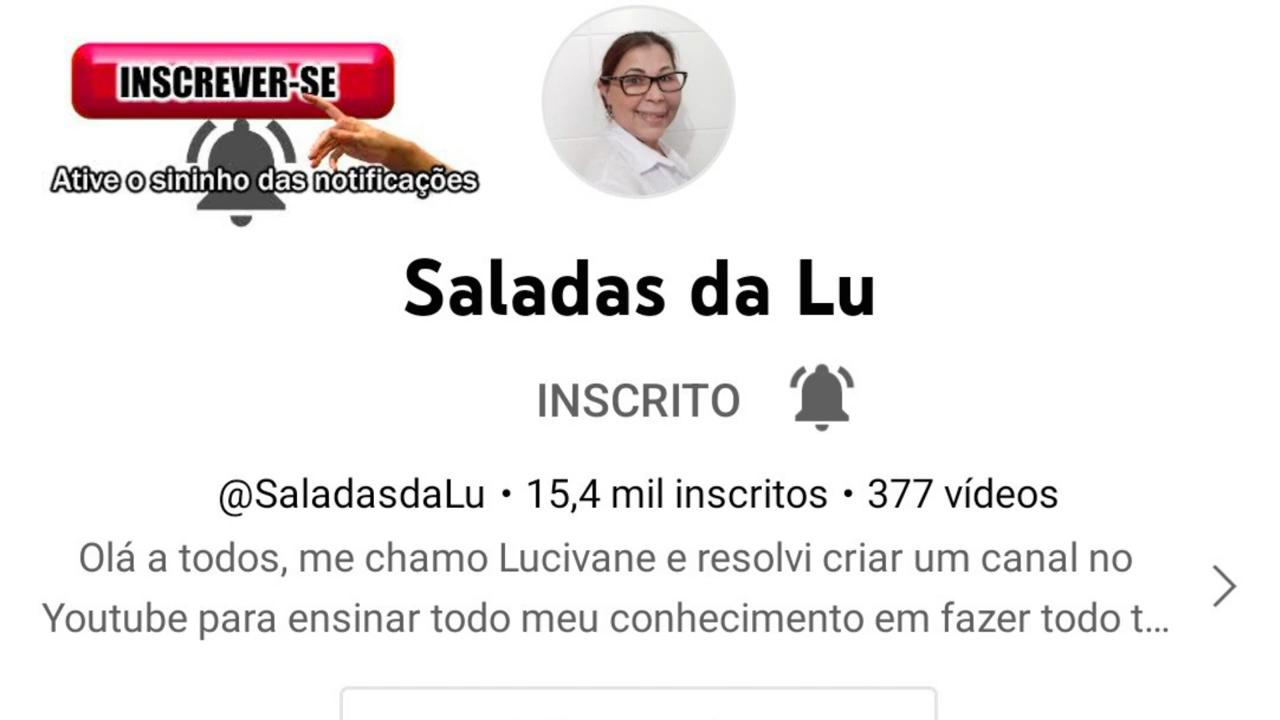 INSCREVER-SE
Ative o sininho das notificações
Saladas da Lu
INSCRITO
@SaladasdaLu • 15,4 mil inscritos • 377 vídeos
Olá a todos, me chamo Lucivane e resolvi criar um canal no
Youtube para ensinar todo meu conhecimento em fazer todo t...